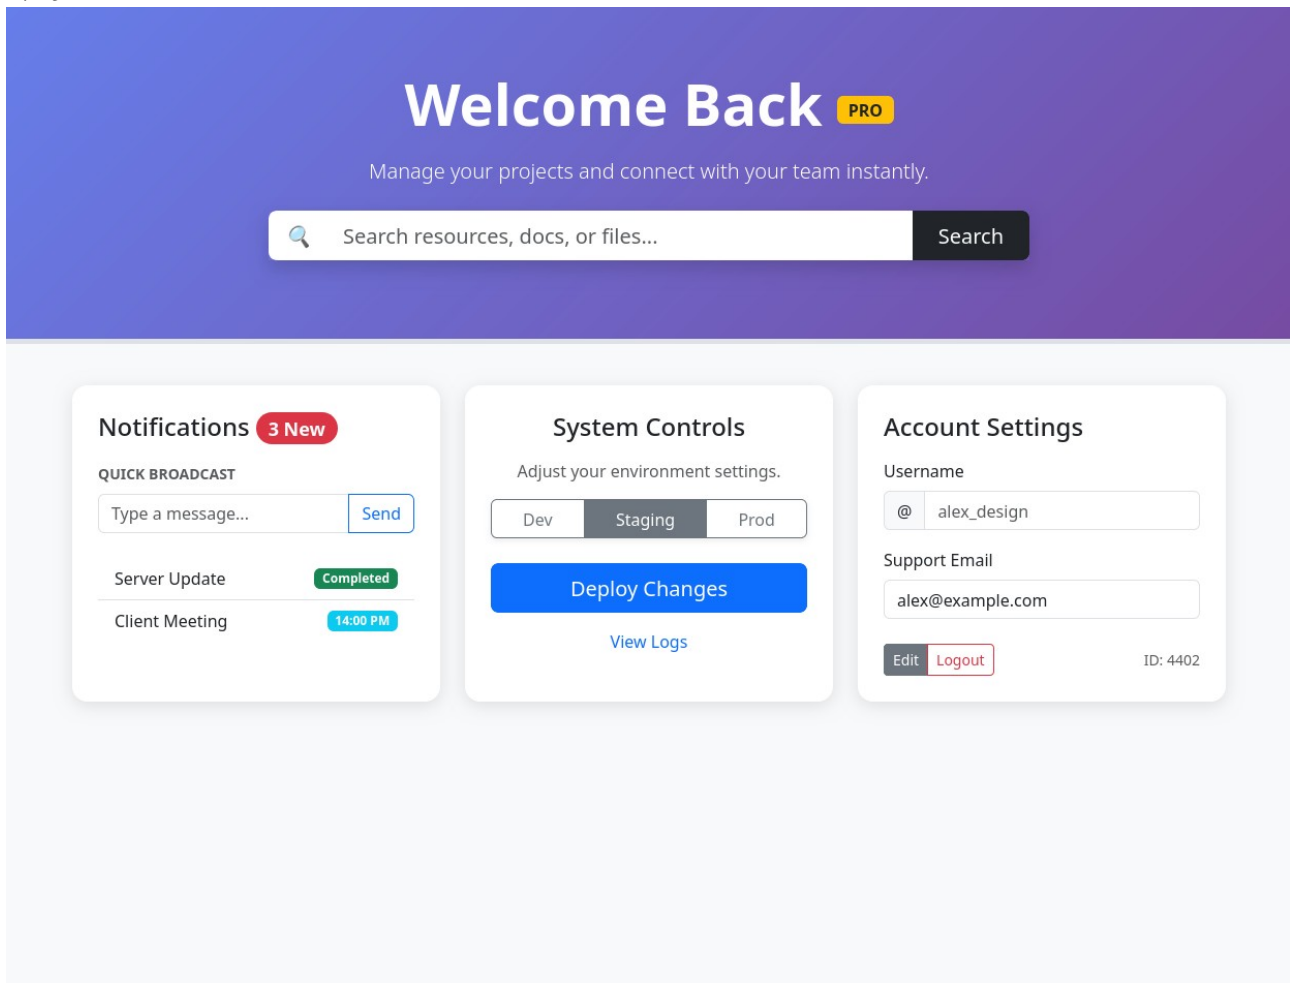 Welcome Back PRO
Manage your projects and connect with your team instantly.
Search resources, docs, or files...
Search
Notifications 3 New
QUICK BROADCAST
Type a message...
Send
Server Update
Completed
Client Meeting
14:00 PM
System Controls
Adjust your environment settings.
Dev
Staging
Prod
Deploy Changes
View Logs
Account Settings
Username
@ alex_design
Support Email
alex@example.com
Edit
Logout
ID: 4402